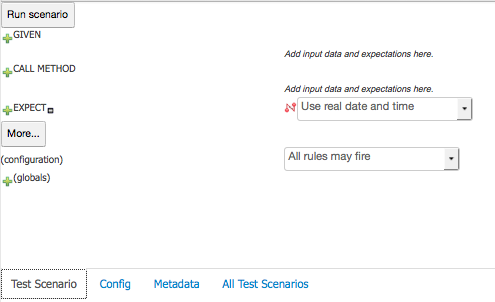 Run scenario
GIVEN
Add input data and expectations here.
CALL METHOD
Add input data and expectations here.
EXPECT
Use real date and time
More...
(configuration)
All rules may fire
(globals)
Test Scenario Config Metadata All Test Scenarios